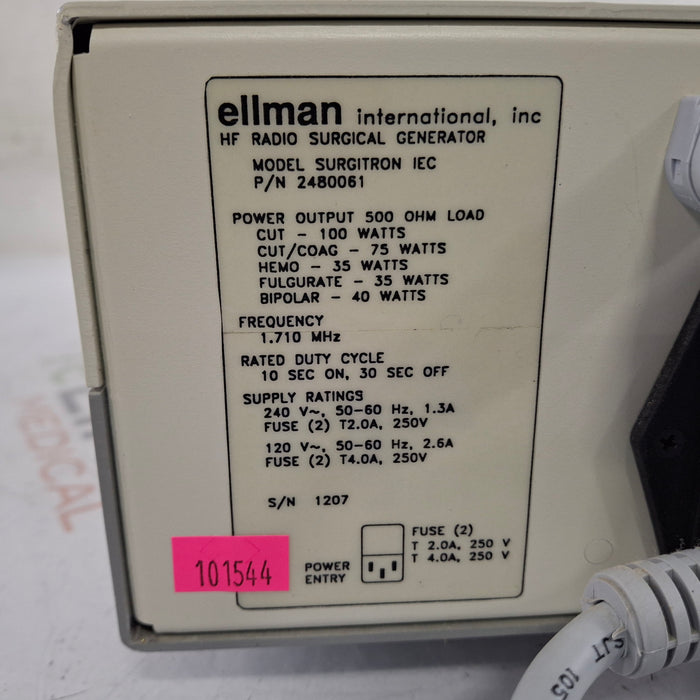 ellman international, inc
HF RADIO SURGICAL GENERATOR
MODEL SURGITRON IEC
P/N 2480061
POWER OUTPUT 500 OHM LOAD
CUT - 100 WATTS
CUT/COAG - 75 WATTS
HEMO - 35 WATTS
FULGURATE - 35 WATTS
BIPOLAR - 40 WATTS
FREQUENCY
1.710 MHz
RATED DUTY CYCLE
10 SEC ON, 30 SEC OFF
SUPPLY RATINGS
240 V~, 50-60 Hz, 1.3A
FUSE (2) T2.0A, 250V
120 V~, 50-60 Hz, 2.6A
FUSE (2) T4.0A, 250V
S/N 1207
FUSE (2)
T 2.0A, 250 V
T 4.0A, 250 V
POWER
ENTRY
101544
MEDICAL
SJT 105